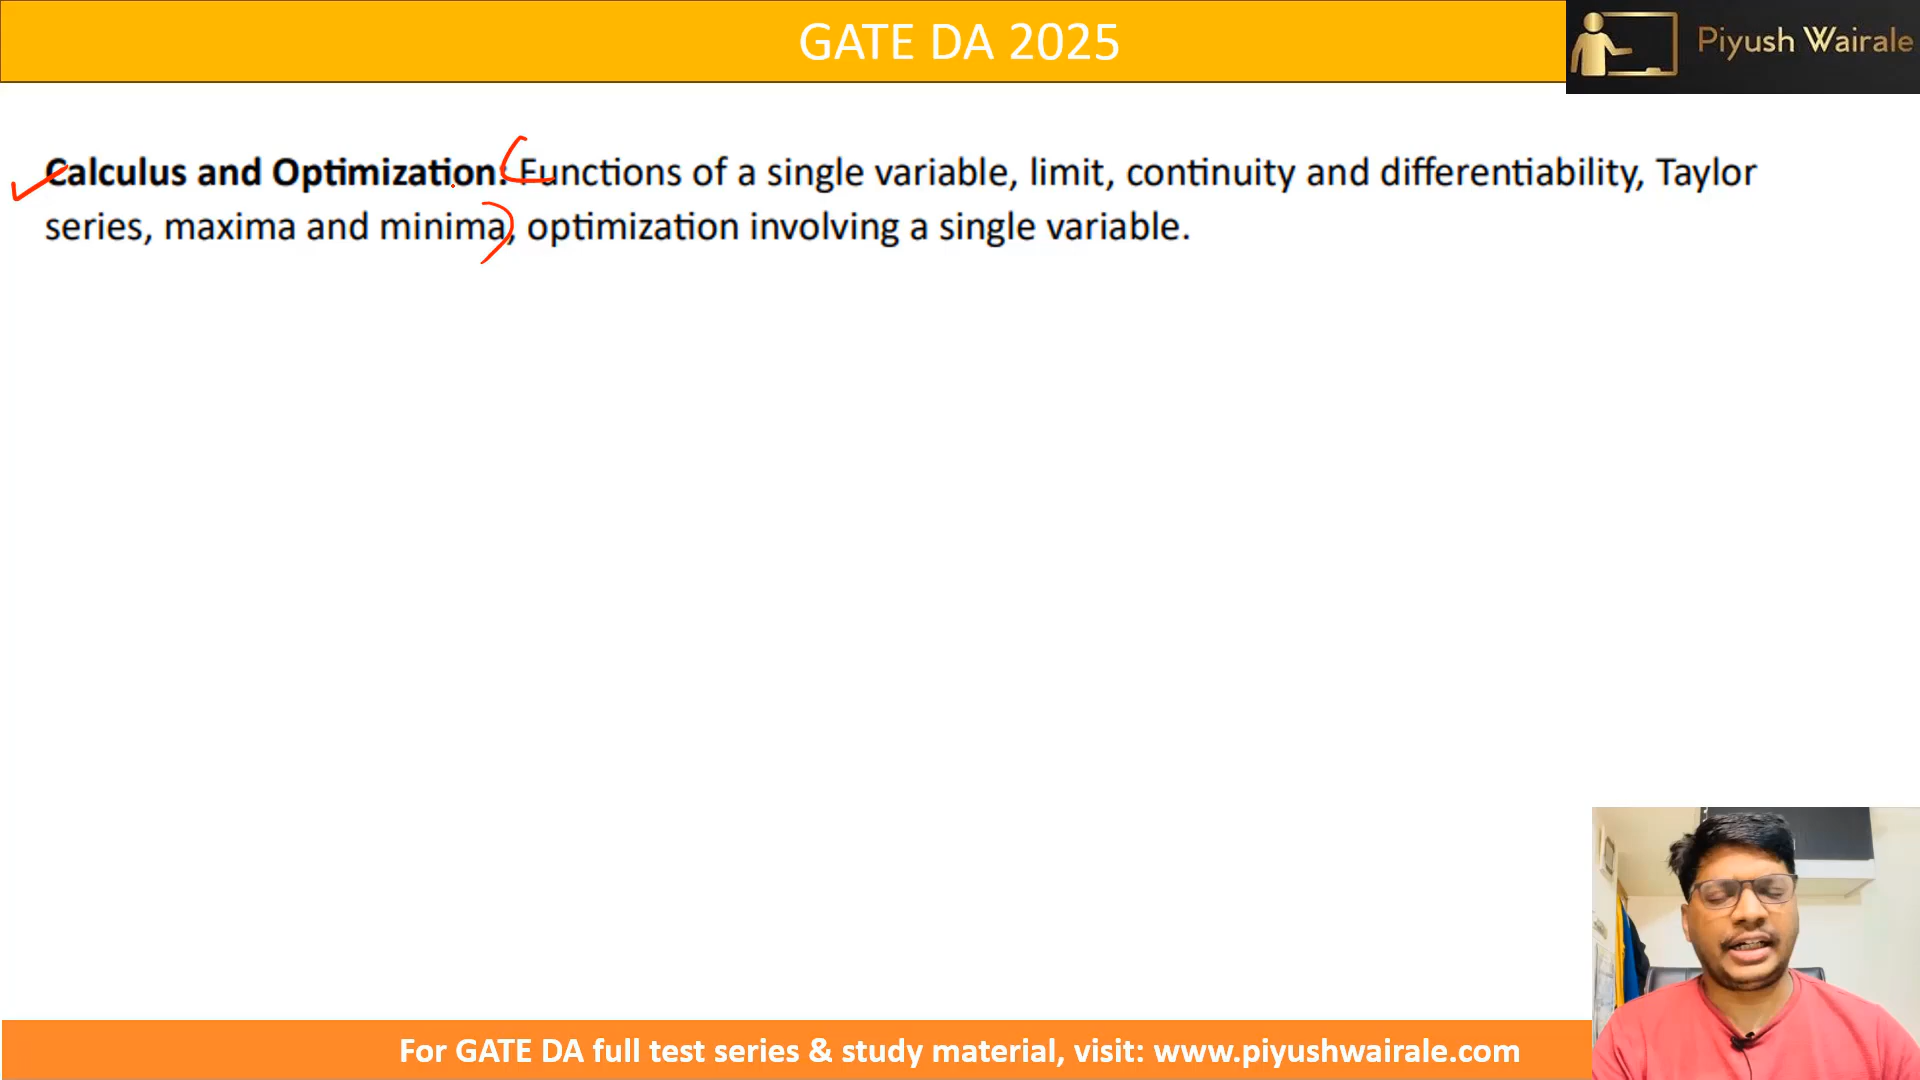 GATE DA 2025
Piyush Wairale
Calculus and Optimization: Functions of a single variable, limit, continuity and differentiability, Taylor
series, maxima and minima, optimization involving a single variable.
For GATE DA full test series & study material, visit: www.piyushwairale.com